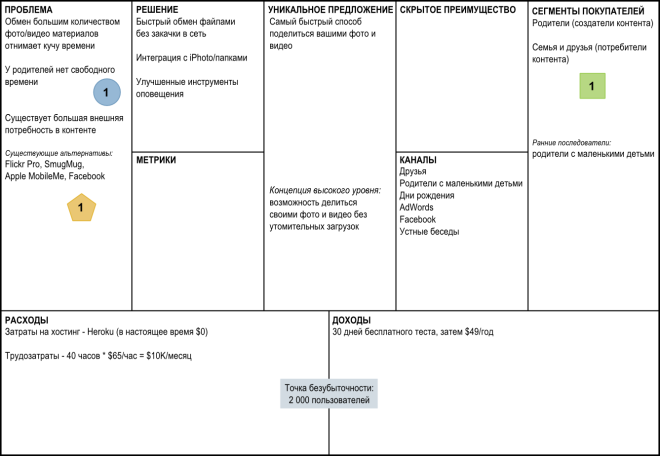 ПРОБЛЕМА
Обмен большим количеством
фото/видео материалов
отнимает кучу времени
У родителей нет свободного
времени
1
Существует большая внешняя
потребность в контенте
Существующие альтернативы:
Flickr Pro, SmugMug,
Apple MobileMe, Facebook
1
РЕШЕНИЕ
Быстрый обмен файлами
без закачки в сеть
Интеграция с iPhoto/папками
Улучшенные инструменты
оповещения
МЕТРИКИ
УНИКАЛЬНОЕ ПРЕДЛОЖЕНИЕ
Самый быстрый способ
поделиться вашими фото и
видео
Концепция высокого уровня:
возможность делиться
своими фото и видео без
утомительных загрузок
СКРЫТОЕ ПРЕИМУЩЕСТВО
КАНАЛЫ
Друзья
Родители с маленькими детьми
Дни рождения
AdWords
Facebook
Устные беседы
СЕГМЕНТЫ ПОКУПАТЕЛЕЙ
Родители (создатели контента)
Семья и друзья (потребители
контента)
1
Ранние последователи:
родители с маленькими детьми
РАСХОДЫ
Затраты на хостинг - Heroku (в настоящее время $0)
Трудозатраты - 40 часов * $65/час = $10K/месяц
ДОХОДЫ
30 дней бесплатного теста, затем $49/год
Точка безубыточности:
2 000 пользователей